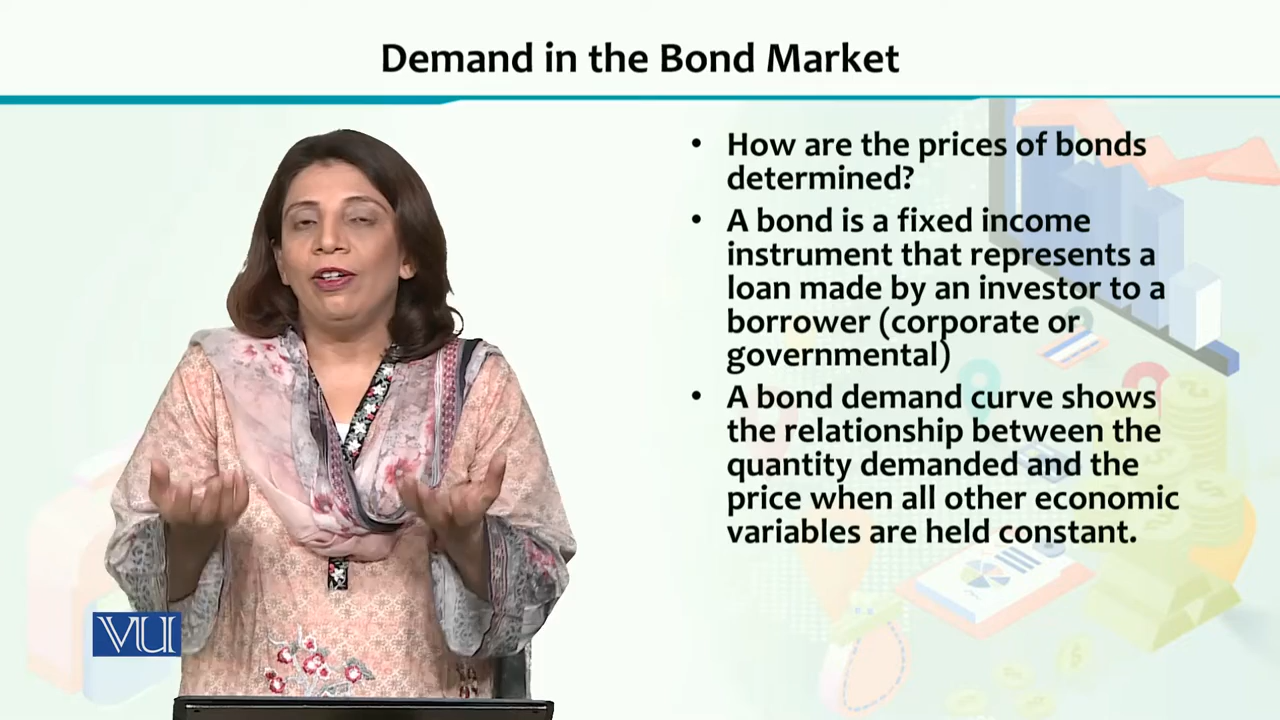 Demand in the Bond Market
• How are the prices of bonds
determined?
• A bond is a fixed income
instrument that represents a
loan made by an investor to a
borrower (corporate or
governmental)
• A bond demand curve shows
the relationship between the
quantity demanded and the
price when all other economic
variables are held constant.
VU